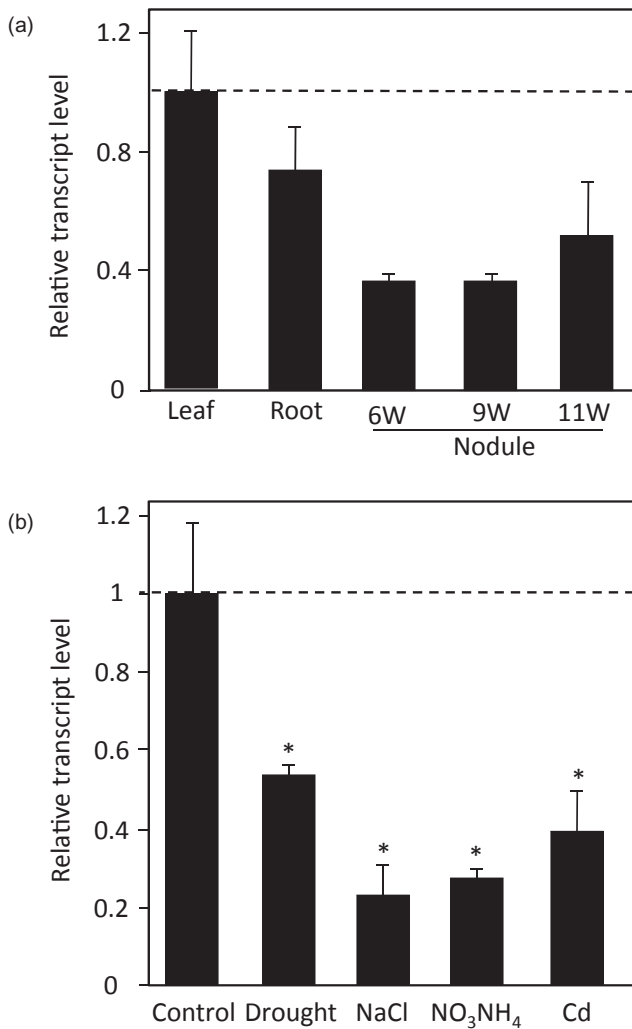 (a)
Relative transcript level
1.2
0.8
0.4
0
Leaf Root 6W 9W 11W
Nodule
(b)
Relative transcript level
1.2
1
0.8
0.6
0.4
0.2
0
* * * *
Control Drought NaCl NO₃NH₄ Cd